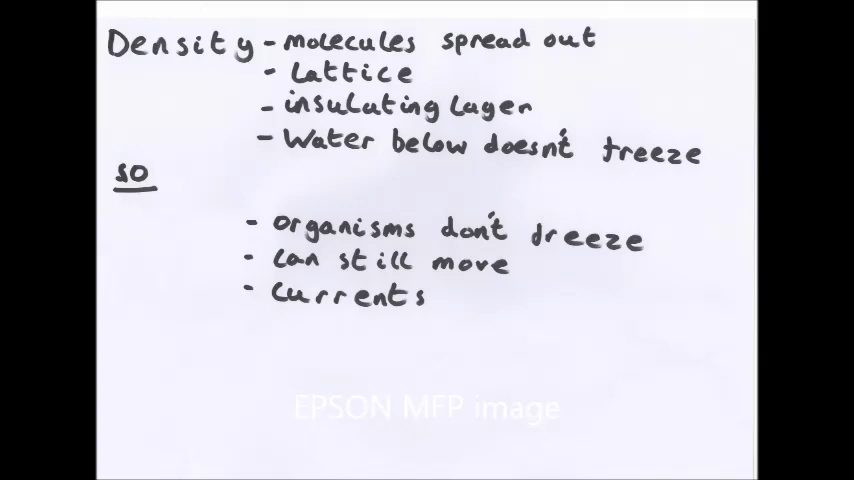 Density - molecules spread out
- Lattice
- insulating layer
- Water below doesn't freeze
so
- organisms don't freeze
- can still move
- currents
EPSON MFP image